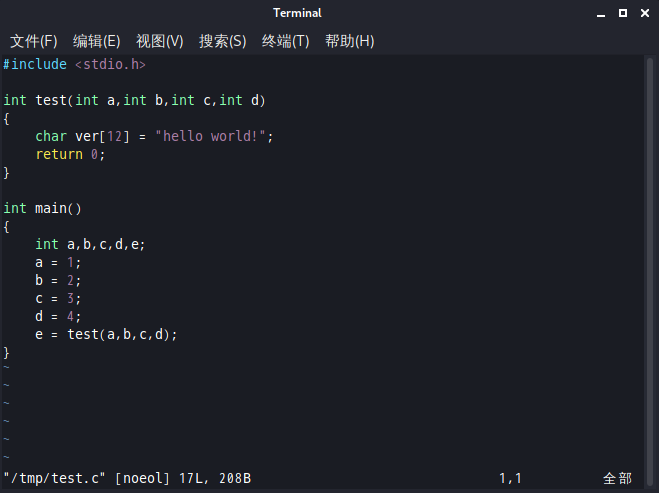 Terminal
文件(F) 编辑(E) 视图(V) 搜索(S) 终端(T) 帮助(H)
#include <stdio.h>
int test(int a,int b,int c,int d)
{
    char ver[12] = "hello world!";
    return 0;
}
int main()
{
    int a,b,c,d,e;
    a = 1;
    b = 2;
    c = 3;
    d = 4;
    e = test(a,b,c,d);
}
~
~
~
~
~
~
"/tmp/test.c" [noeol] 17L, 208B 1,1 全部